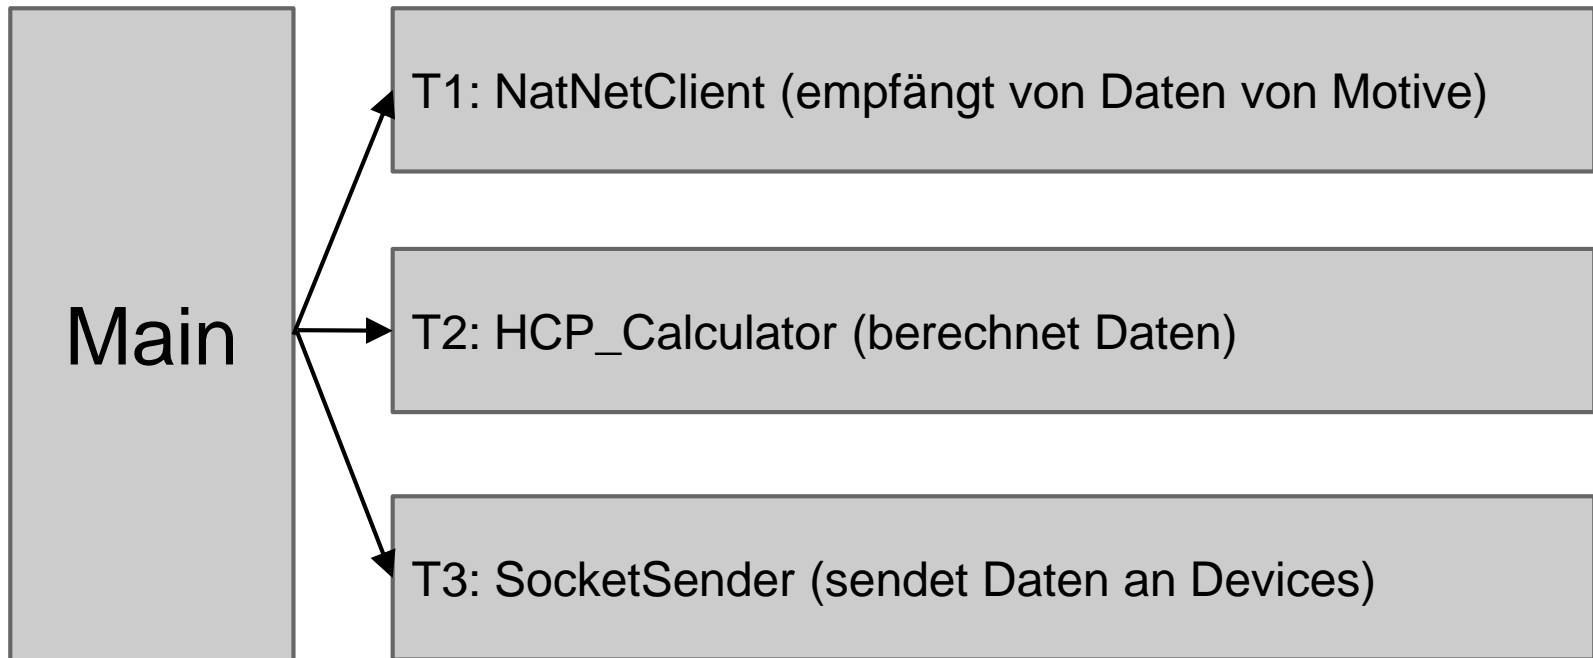 Main
T1: NatNetClient (empfängt von Daten von Motive)
T2: HCP_Calculator (berechnet Daten)
T3: SocketSender (sendet Daten an Devices)